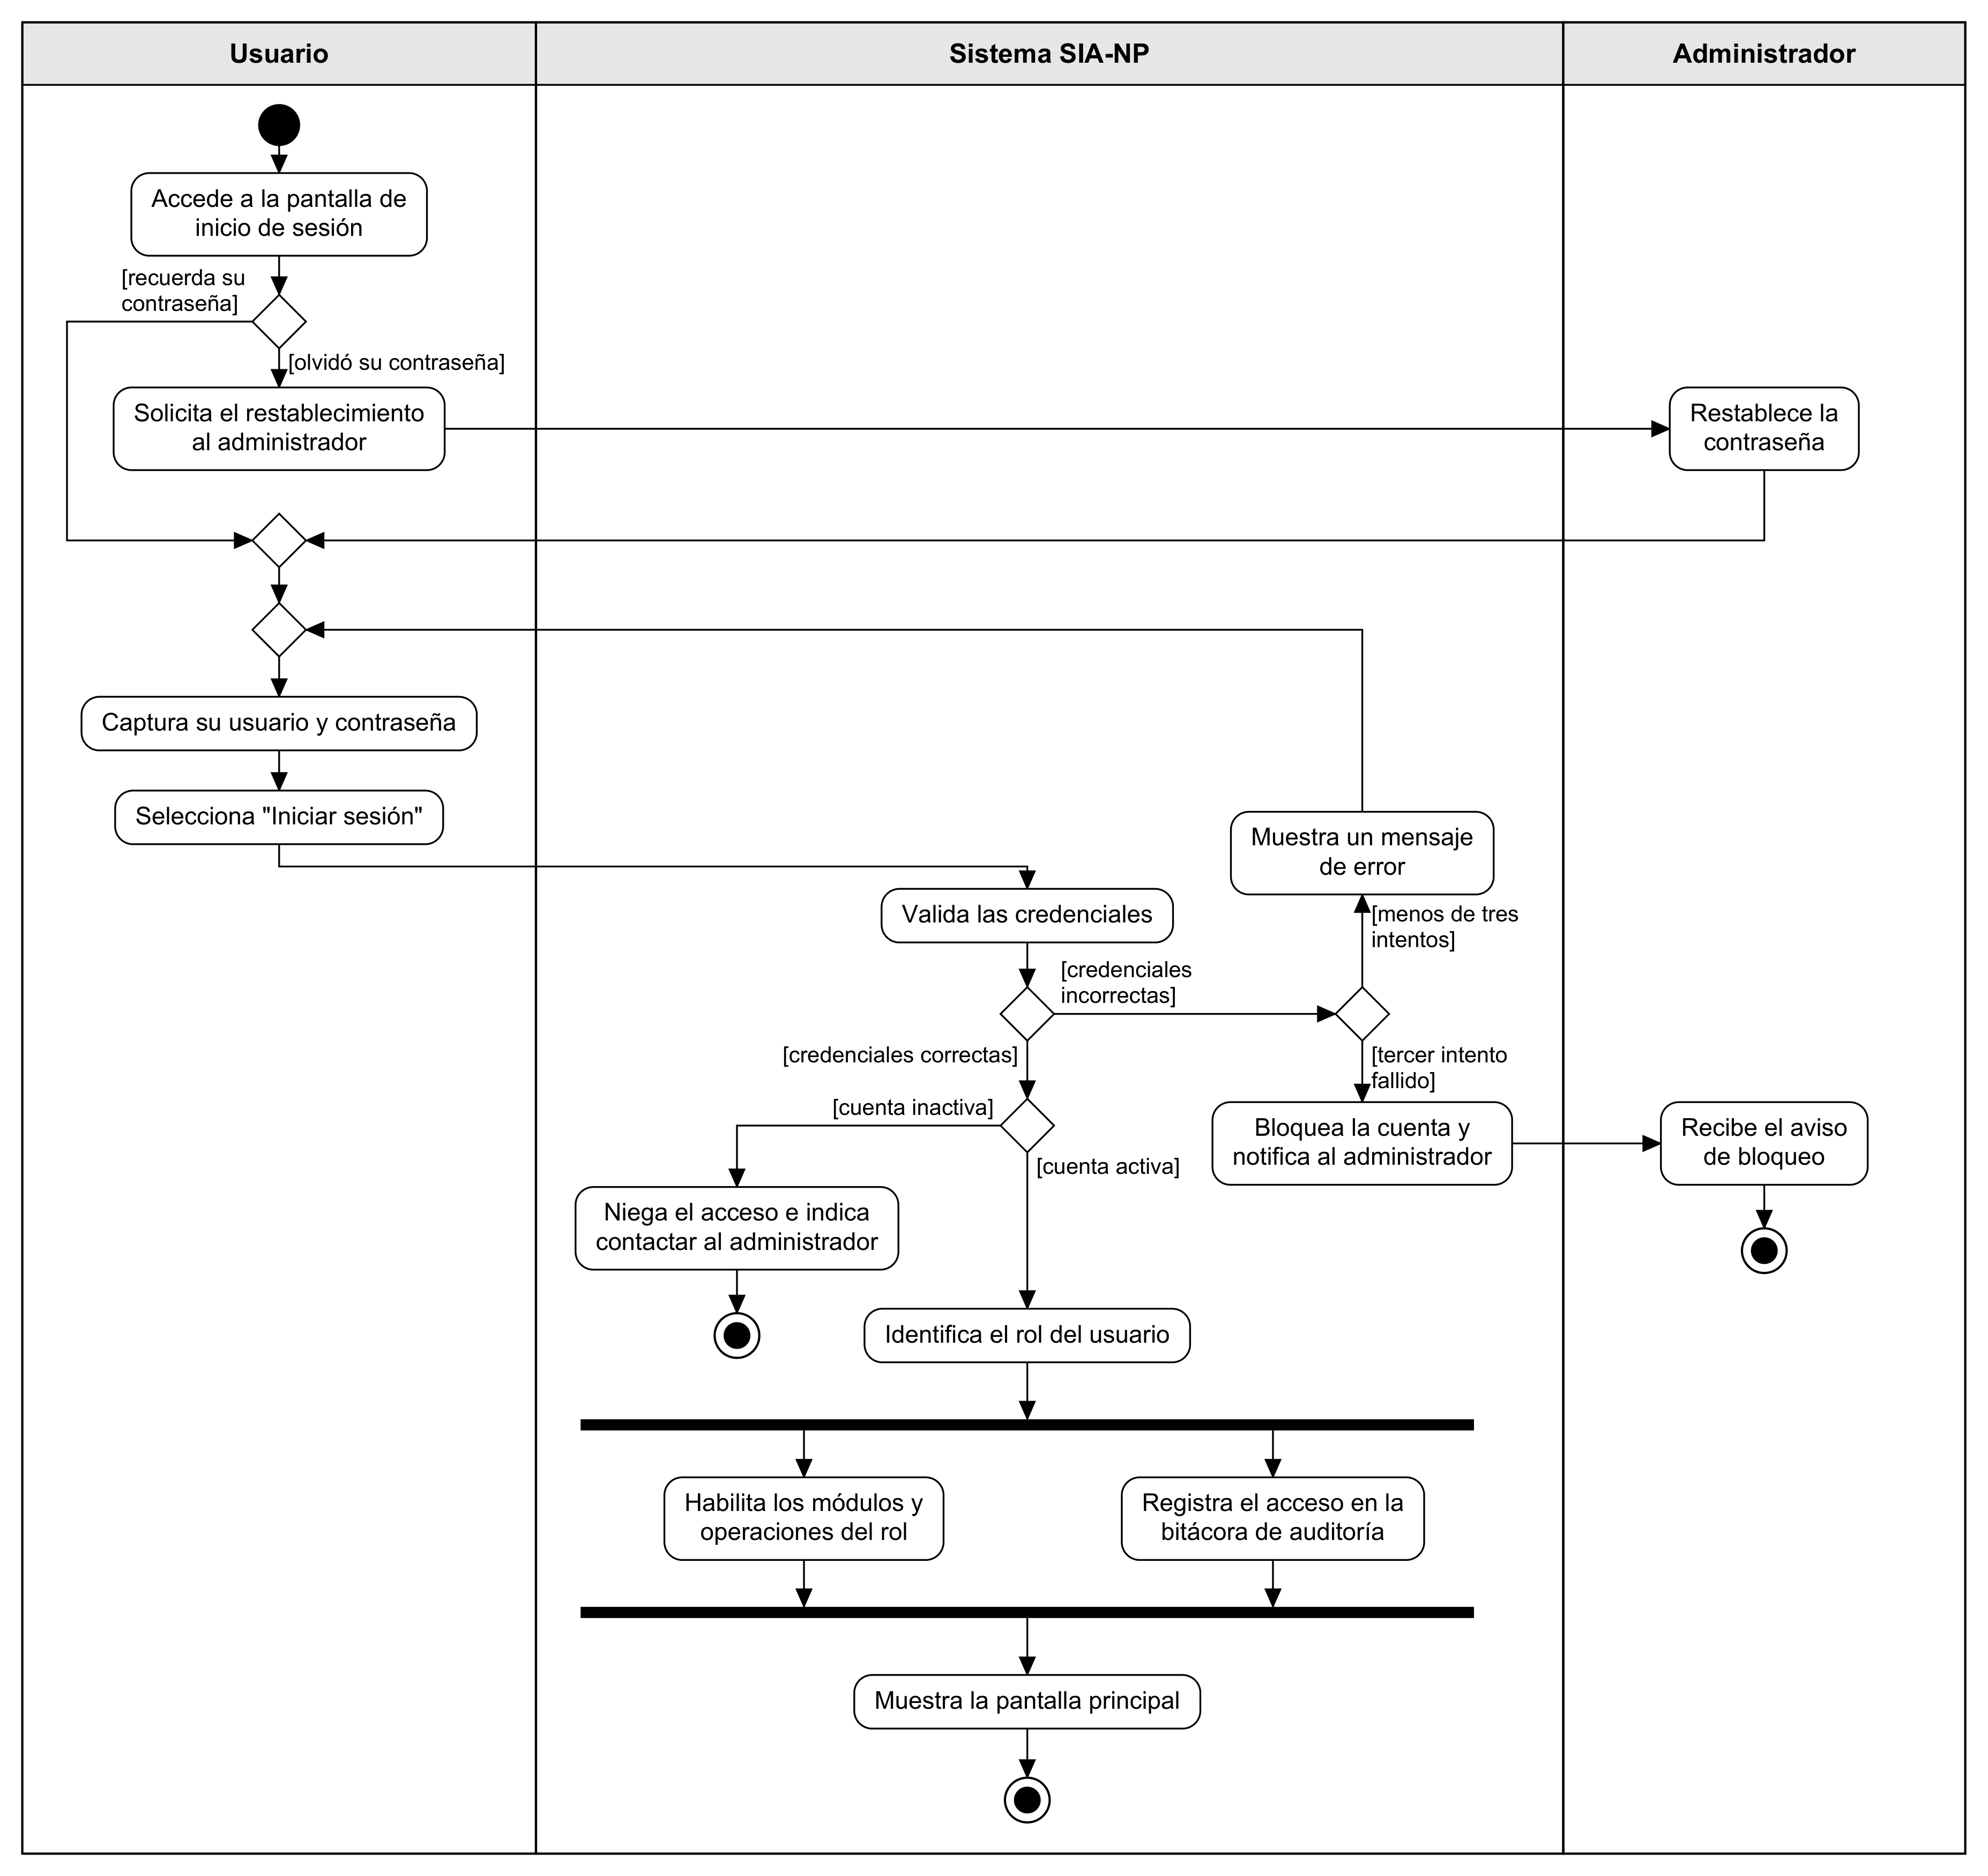 Usuario
Sistema SIA-NP
Administrador
Accede a la pantalla de
inicio de sesión
[recuerda su
contraseña]
[olvidó su contraseña]
Solicita el restablecimiento
al administrador
Restablece la
contraseña
Captura su usuario y contraseña
Selecciona "Iniciar sesión"
Muestra un mensaje
de error
Valida las credenciales
[menos de tres
intentos]
[credenciales
incorrectas]
[credenciales correctas]
[tercer intento
fallido]
[cuenta inactiva]
[cuenta activa]
Bloquea la cuenta y
notifica al administrador
Recibe el aviso
de bloqueo
Niega el acceso e indica
contactar al administrador
Identifica el rol del usuario
Habilita los módulos y
operaciones del rol
Registra el acceso en la
bitácora de auditoría
Muestra la pantalla principal